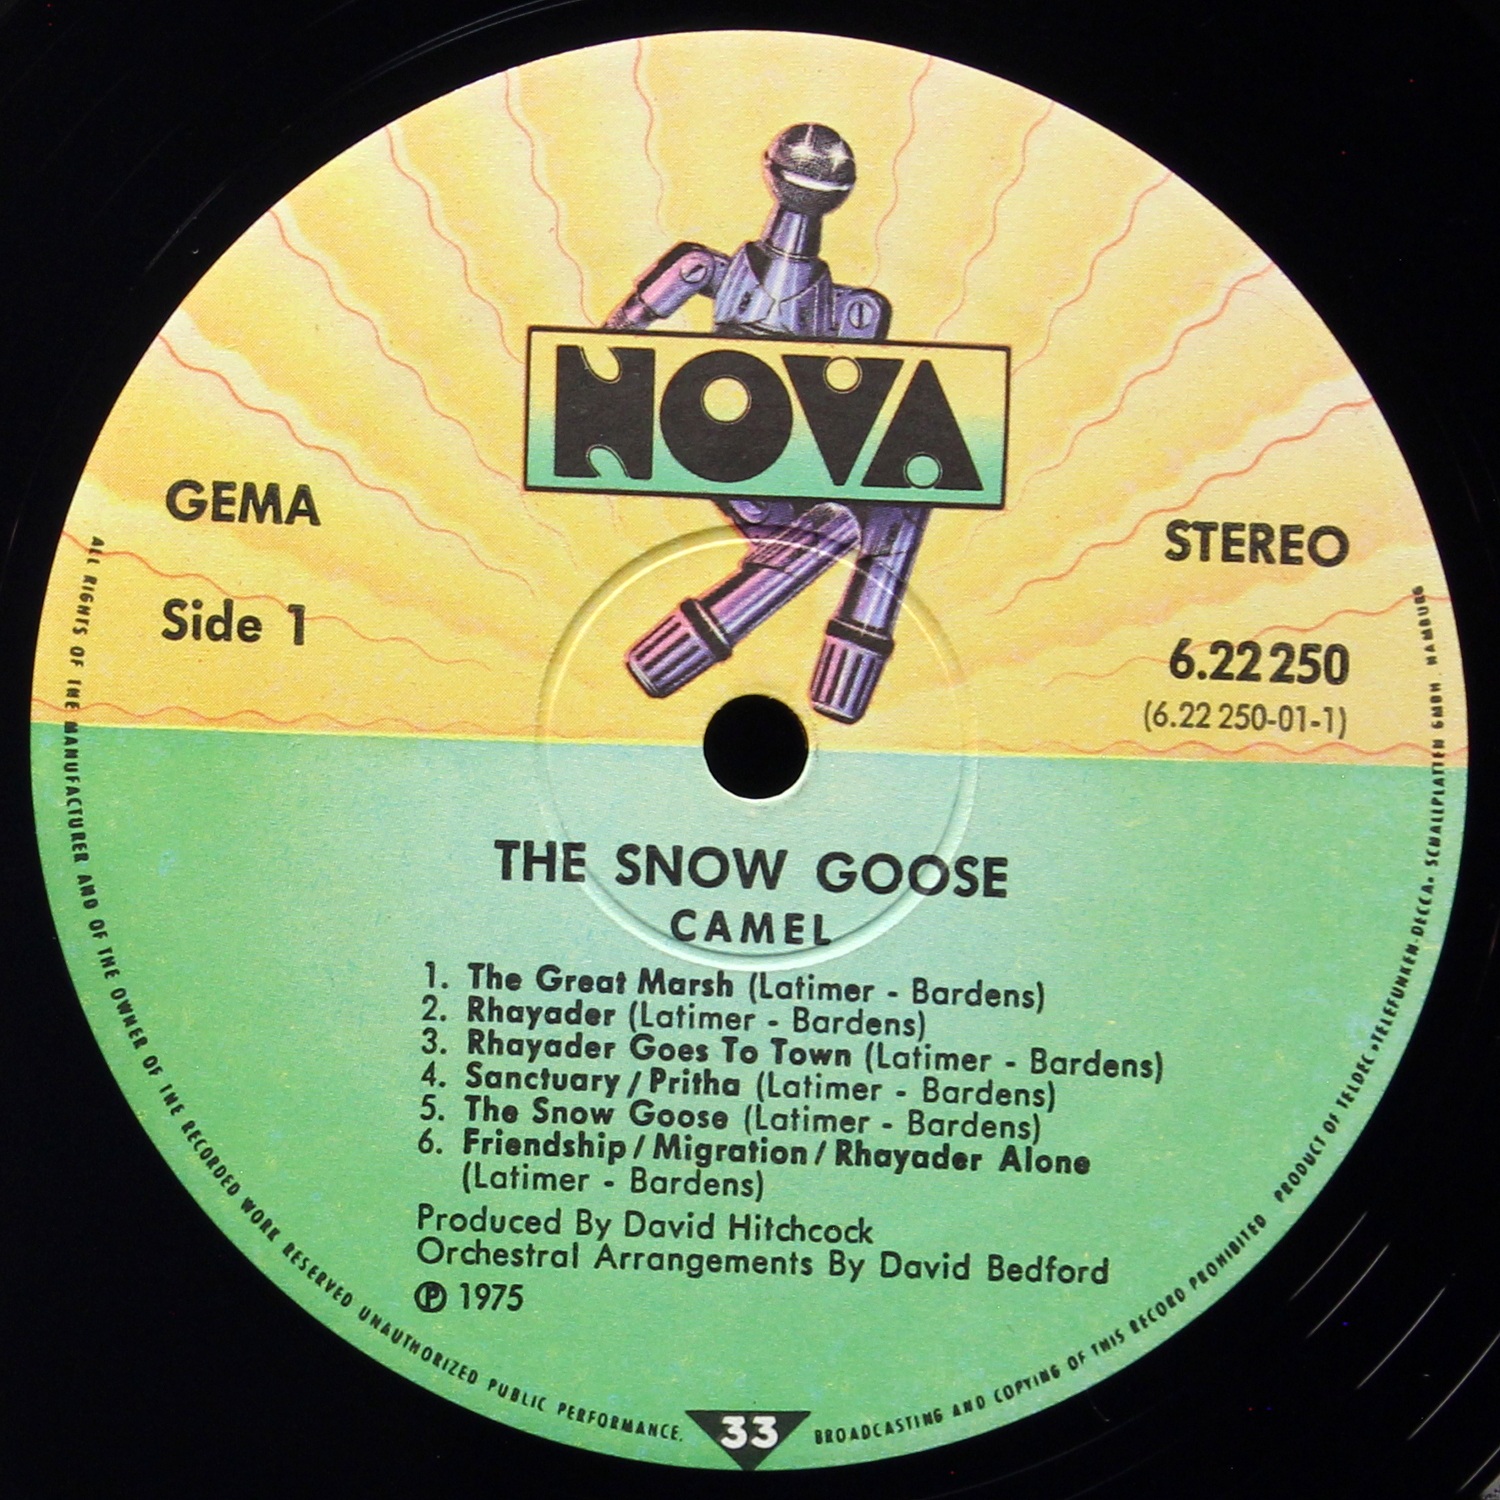 NOVA
GEMA
STEREO
Side 1
6.22250
(6.22 250-01-1)
THE SNOW GOOSE
CAMEL
1. The Great Marsh (Latimer - Bardens)
2. Rhayader (Latimer - Bardens)
3. Rhayader Goes To Town (Latimer - Bardens)
4. Sanctuary / Pritha (Latimer - Bardens)
5. The Snow Goose (Latimer - Bardens)
6. Friendship / Migration / Rhayader Alone
(Latimer - Bardens)
Produced By David Hitchcock
Orchestral Arrangements By David Bedford
℗ 1975
ALL RIGHTS OF THE MANUFACTURER AND OF THE OWNER OF THE RECORDED WORK RESERVED UNAUTHORIZED PUBLIC PERFORMANCE.
33
BROADCASTING AND COPYING OF THIS RECORD PROHIBITED PRODUCT OF TELDEC »TELEFUNKEN-DECCA« SCHALLPLATTEN GMBH HAMBURG